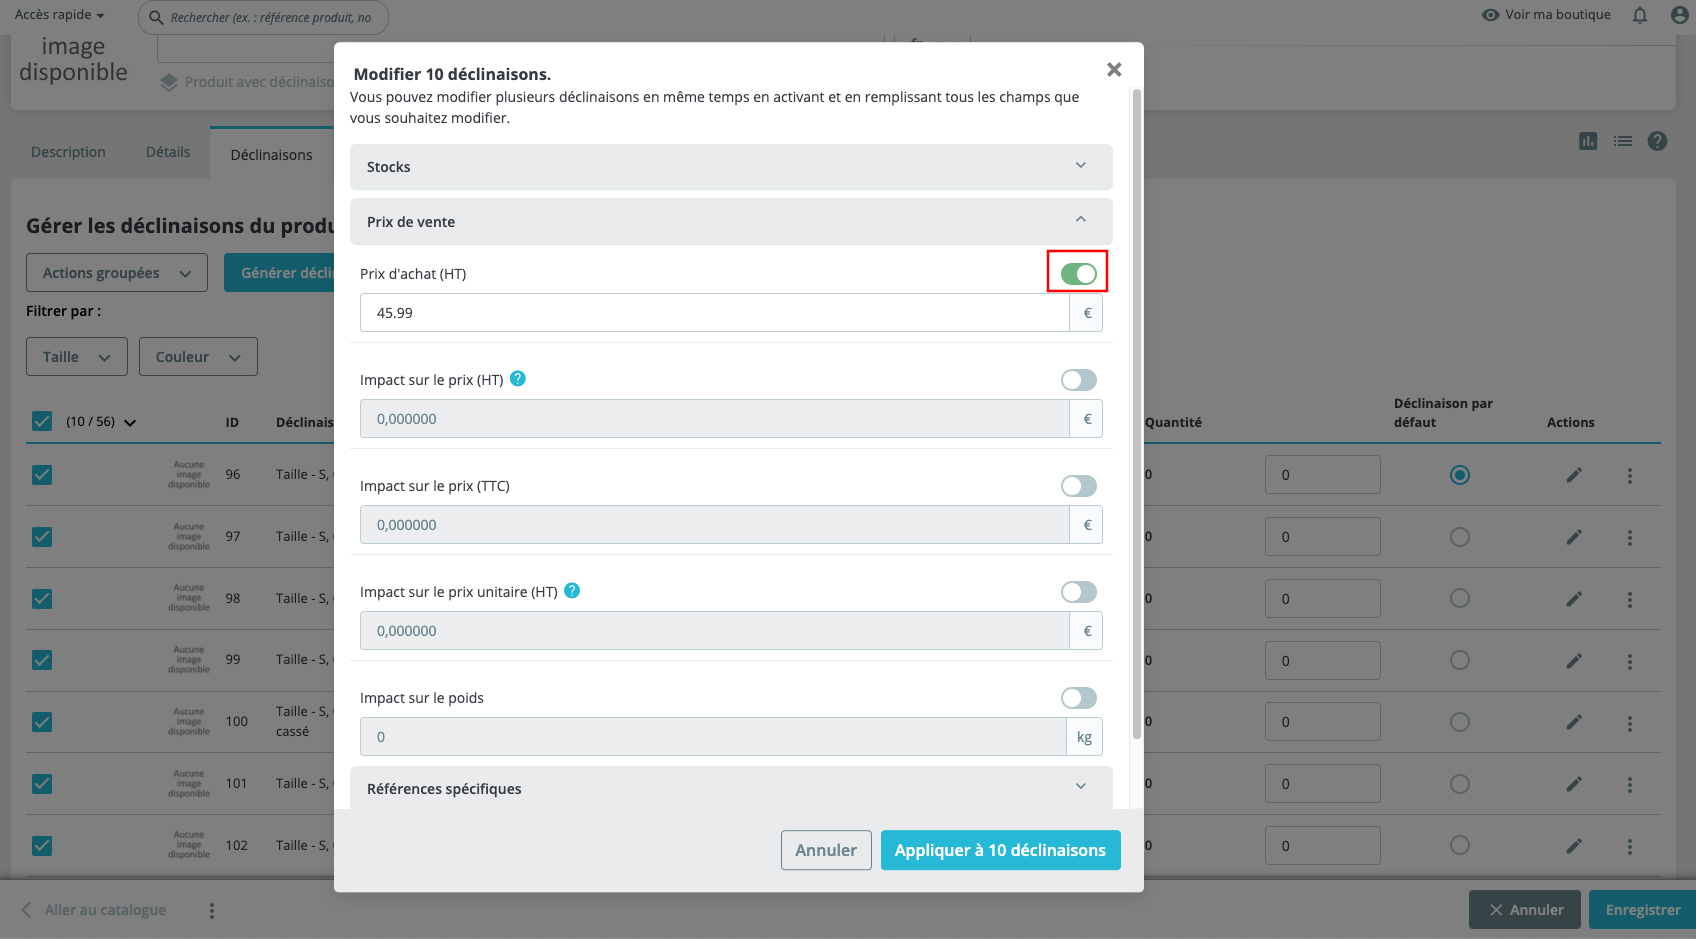 Accès rapide
Rechercher (ex. : référence produit, no
Voir ma boutique
image
disponible
Produit avec déclinaiso
Description
Détails
Déclinaisons
Gérer les déclinaisons du produ
Actions groupées
Générer décli
Filtrer par :
Taille
Couleur
(10 / 56)
ID
Déclinais
Quantité
Déclinaison par
défaut
Actions
Aucune
image
disponible
96
Taille - S,
0
0
Aucune
image
disponible
97
Taille - S,
0
0
Aucune
image
disponible
98
Taille - S,
0
0
Aucune
image
disponible
99
Taille - S,
0
0
Aucune
image
disponible
100
Taille - S,
cassé
0
0
Aucune
image
disponible
101
Taille - S,
0
0
Aucune
image
disponible
102
Taille - S,
0
0
Modifier 10 déclinaisons.
Vous pouvez modifier plusieurs déclinaisons en même temps en activant et en remplissant tous les champs que
vous souhaitez modifier.
Stocks
Prix de vente
Prix d'achat (HT)
45.99 €
Impact sur le prix (HT) ?
0,000000 €
Impact sur le prix (TTC)
0,000000 €
Impact sur le prix unitaire (HT) ?
0,000000 €
Impact sur le poids
0 kg
Références spécifiques
Annuler
Appliquer à 10 déclinaisons
Aller au catalogue
Annuler
Enregistrer